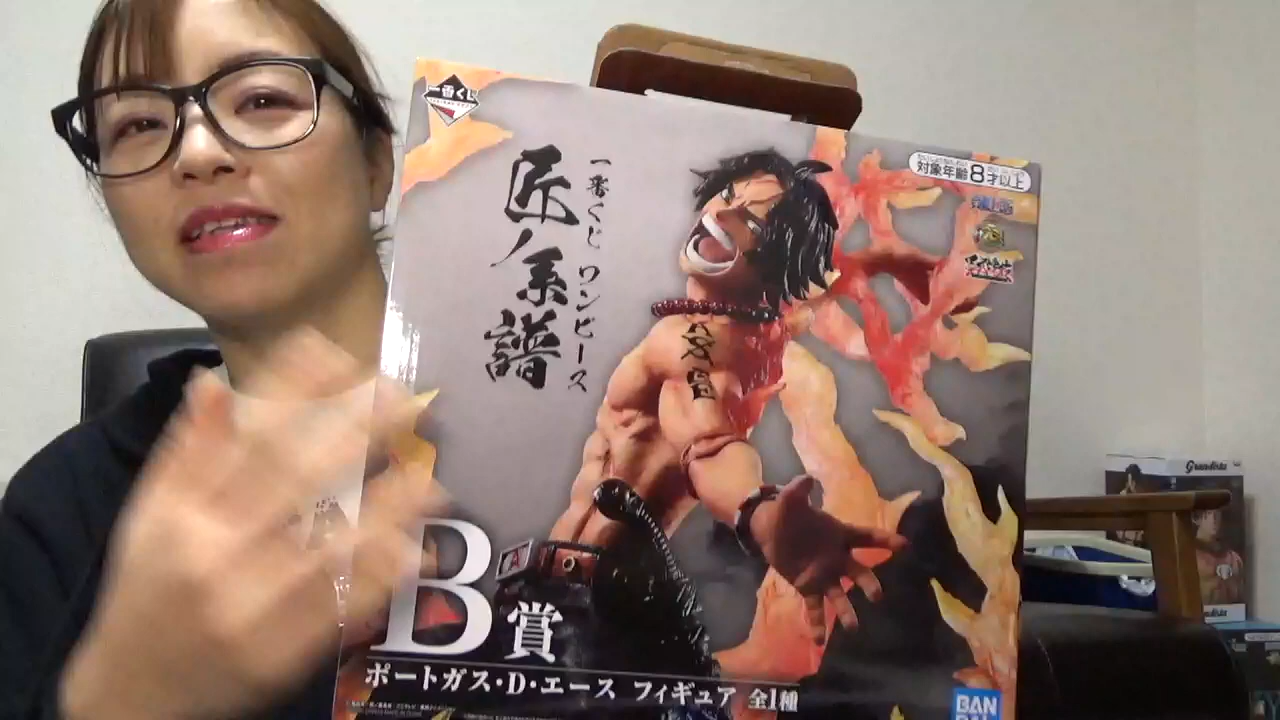 一番くじ
対象年齢8才以上
一番くじ ワンピース
匠ノ系譜
B賞
ポートガス・D・エース フィギュア 全1種
BAN
Grandista